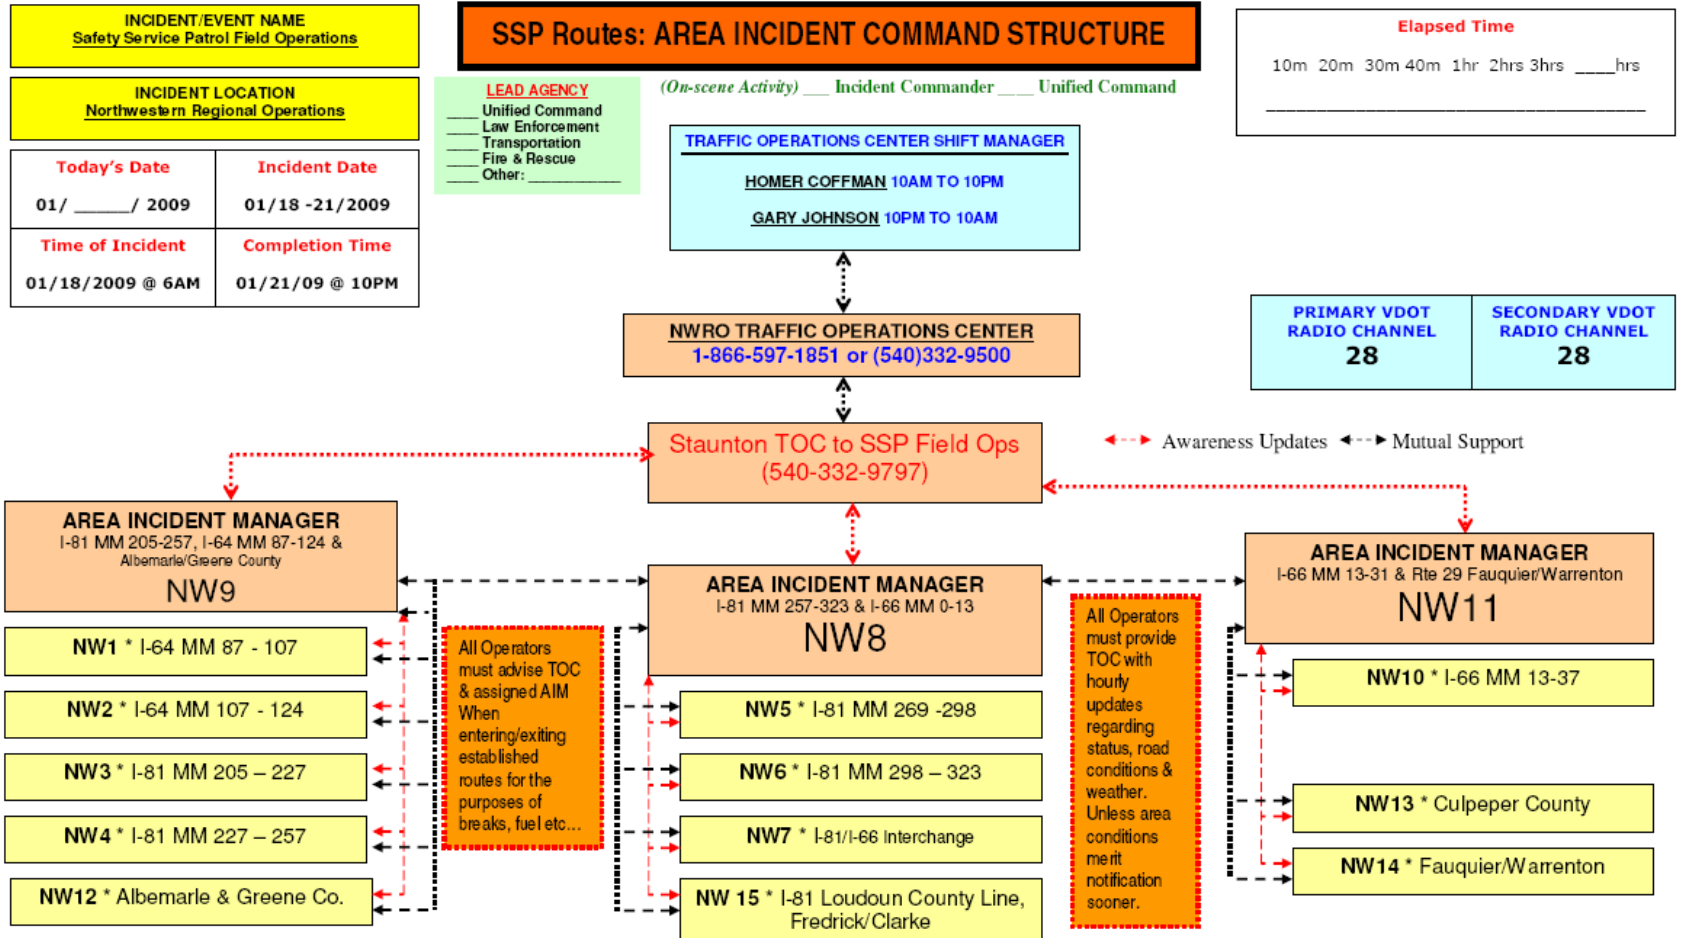 INCIDENT/EVENT NAME
Safety Service Patrol Field Operations
INCIDENT LOCATION
Northwestern Regional Operations
Today's Date
01/ _____/ 2009
Incident Date
01/18 -21/2009
Time of Incident
01/18/2009 @ 6AM
Completion Time
01/21/09 @ 10PM
SSP Routes: AREA INCIDENT COMMAND STRUCTURE
LEAD AGENCY
____ Unified Command
____ Law Enforcement
____ Transportation
____ Fire & Rescue
____ Other: ____________
(On-scene Activity) ___ Incident Commander ____ Unified Command
Elapsed Time
10m 20m 30m 40m 1hr 2hrs 3hrs ____hrs
TRAFFIC OPERATIONS CENTER SHIFT MANAGER
HOMER COFFMAN 10AM TO 10PM
GARY JOHNSON 10PM TO 10AM
NWRO TRAFFIC OPERATIONS CENTER
1-866-597-1851 or (540)332-9500
PRIMARY VDOT
RADIO CHANNEL
28
SECONDARY VDOT
RADIO CHANNEL
28
Staunton TOC to SSP Field Ops
(540-332-9797)
Awareness Updates
Mutual Support
AREA INCIDENT MANAGER
I-81 MM 205-257, I-64 MM 87-124 &
Albemarle/Greene County
NW9
NW1 * I-64 MM 87 - 107
NW2 * I-64 MM 107 - 124
NW3 * I-81 MM 205 – 227
NW4 * I-81 MM 227 – 257
NW12 * Albemarle & Greene Co.
All Operators
must advise TOC
& assigned AIM
When
entering/exiting
established
routes for the
purposes of
breaks, fuel etc...
AREA INCIDENT MANAGER
I-81 MM 257-323 & I-66 MM 0-13
NW8
NW5 * I-81 MM 269 -298
NW6 * I-81 MM 298 – 323
NW7 * I-81/I-66 Interchange
NW 15 * I-81 Loudoun County Line,
Fredrick/Clarke
All Operators
must provide
TOC with
hourly
updates
regarding
status, road
conditions &
weather.
Unless area
conditions
merit
notification
sooner.
AREA INCIDENT MANAGER
I-66 MM 13-31 & Rte 29 Fauquier/Warrenton
NW11
NW10 * I-66 MM 13-37
NW13 * Culpeper County
NW14 * Fauquier/Warrenton